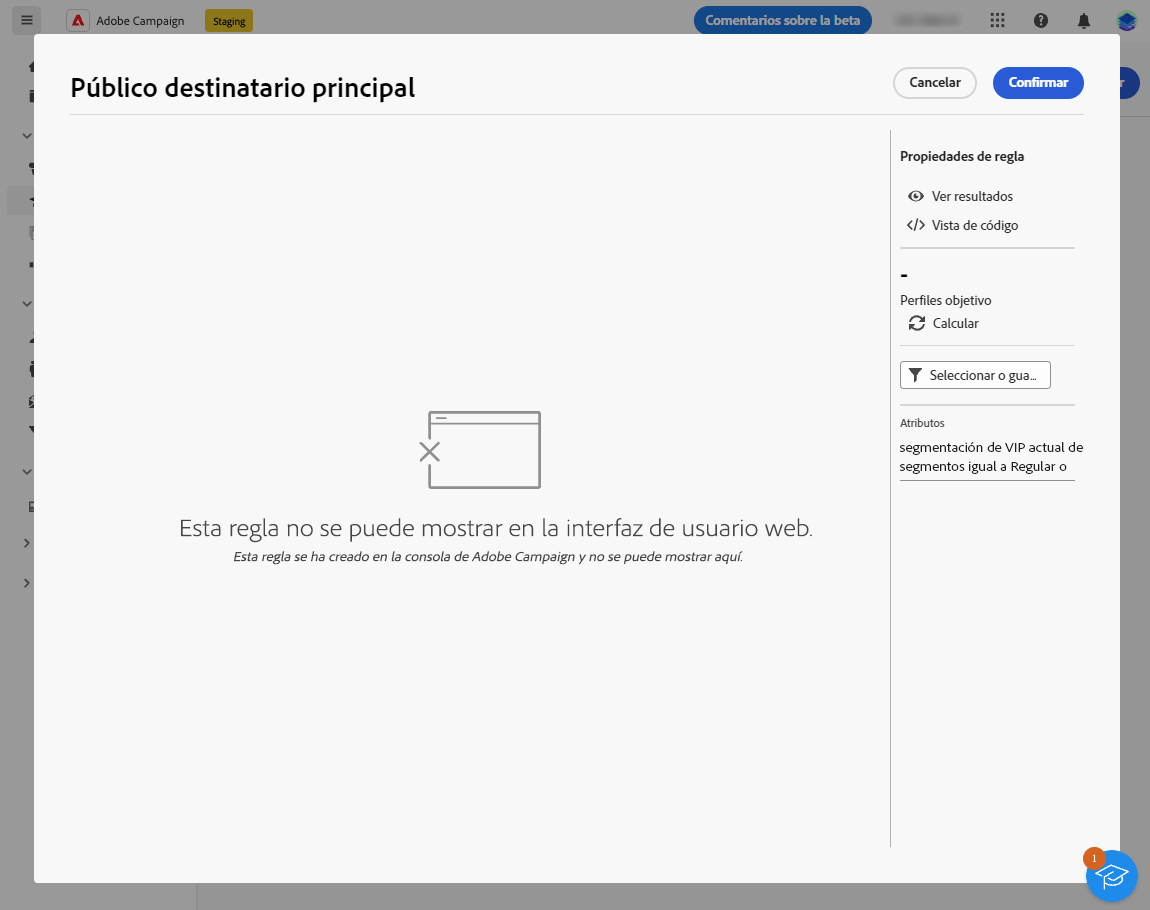 Adobe Campaign
Staging
Comentarios sobre la beta
Público destinatario principal
Cancelar
Confirmar
Propiedades de regla
Ver resultados
Vista de código
-
Perfiles objetivo
Calcular
Seleccionar o gua...
Atributos
segmentación de VIP actual de
segmentos igual a Regular o
Esta regla no se puede mostrar en la interfaz de usuario web.
Esta regla se ha creado en la consola de Adobe Campaign y no se puede mostrar aquí.
1